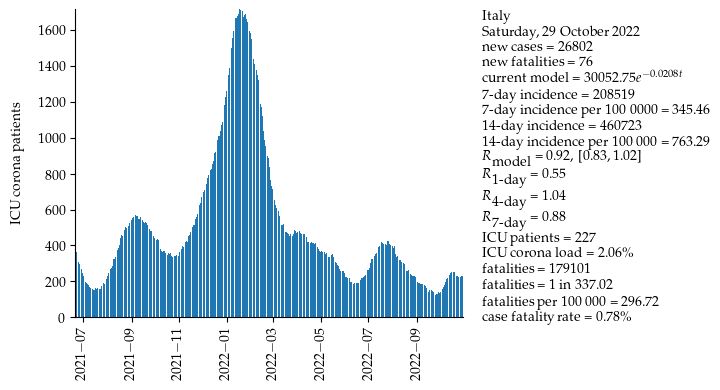 Italy
Saturday, 29 October 2022
new cases = 26802
new fatalities = 76
current model = 30052.75e^{-0.0208t}
7-day incidence = 208519
7-day incidence per 100 0000 = 345.46
14-day incidence = 460723
14-day incidence per 100 000 = 763.29
R_model = 0.92, [0.83, 1.02]
R_1-day = 0.55
R_4-day = 1.04
R_7-day = 0.88
ICU patients = 227
ICU corona load = 2.06%
fatalities = 179101
fatalities = 1 in 337.02
fatalities per 100 000 = 296.72
case fatality rate = 0.78%
ICU corona patients
1600
1400
1200
1000
800
600
400
200
0
2021−07
2021−09
2021−11
2022−01
2022−03
2022−05
2022−07
2022−09